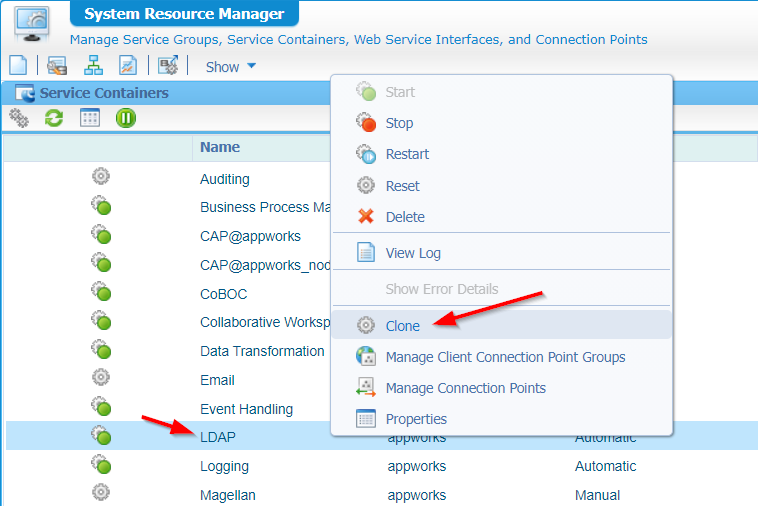 System Resource Manager
Manage Service Groups, Service Containers, Web Service Interfaces, and Connection Points
Show
Service Containers
Name
Auditing
Business Process Ma
CAP@appworks
CAP@appworks_nod
CoBOC
Collaborative Worksp
Data Transformation
Email
Event Handling
LDAP appworks Automatic
Logging appworks Automatic
Magellan appworks Manual
Start
Stop
Restart
Reset
Delete
View Log
Show Error Details
Clone
Manage Client Connection Point Groups
Manage Connection Points
Properties